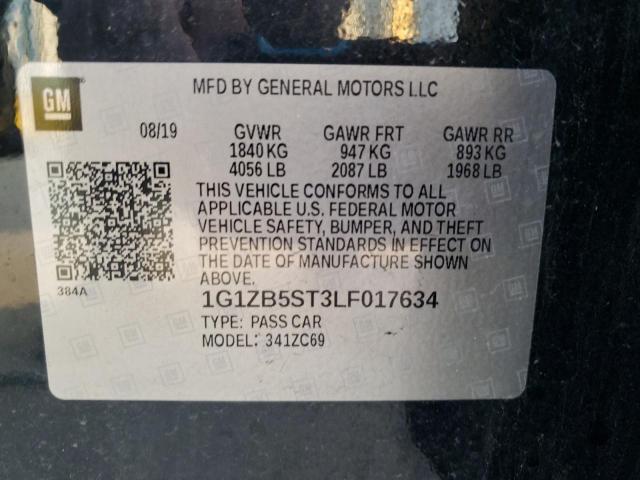 GM
MFD BY GENERAL MOTORS LLC
08/19 GVWR GAWR FRT GAWR RR
1840 KG 947 KG 893 KG
4056 LB 2087 LB 1968 LB
THIS VEHICLE CONFORMS TO ALL
APPLICABLE U.S. FEDERAL MOTOR
VEHICLE SAFETY, BUMPER, AND THEFT
PREVENTION STANDARDS IN EFFECT ON
THE DATE OF MANUFACTURE SHOWN
ABOVE.
384A
1G1ZB5ST3LF017634
TYPE: PASS CAR
MODEL: 341ZC69